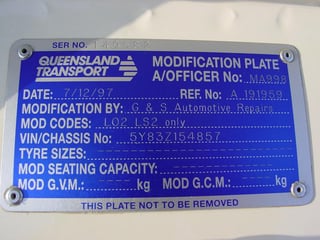 SER NO.
QUEENSLAND TRANSPORT
MODIFICATION PLATE
A/OFFICER No: MA998
DATE: 7/12/97 REF. No: A 191959
MODIFICATION BY: G & S Automotive Repairs
MOD CODES: LO2 LS2 only
VIN/CHASSIS No: 5Y83Z154857
TYRE SIZES:
MOD SEATING CAPACITY:
MOD G.V.M: ---- kg MOD G.C.M: ---- kg
THIS PLATE NOT TO BE REMOVED